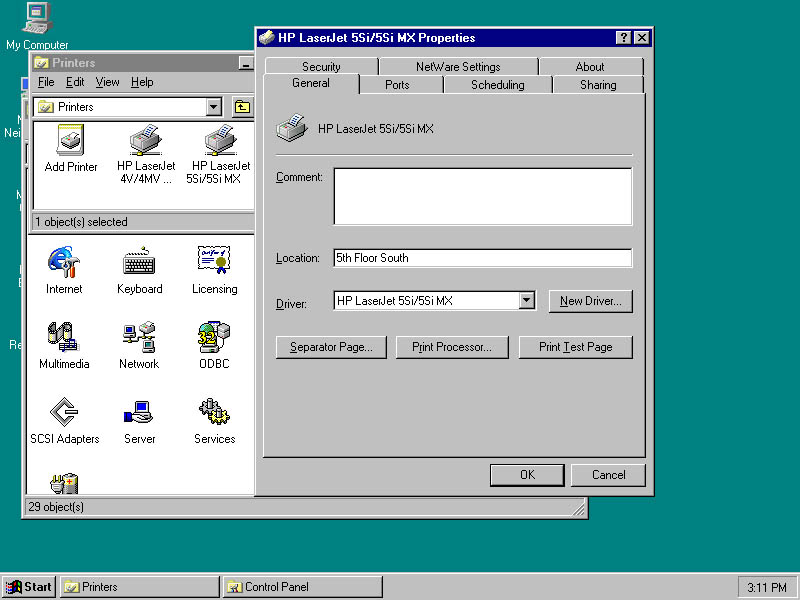 My Computer
Printers
File Edit View Help
Printers
Add Printer
HP LaserJet 4V/4MV ...
HP LaserJet 5Si/5Si MX
1 object(s) selected
Internet
Keyboard
Licensing
Multimedia
Network
ODBC
SCSI Adapters
Server
Services
29 object(s)
HP LaserJet 5Si/5Si MX Properties
Security NetWare Settings About
General Ports Scheduling Sharing
HP LaserJet 5Si/5Si MX
Comment:
Location: 5th Floor South
Driver: HP LaserJet 5Si/5Si MX New Driver...
Separator Page... Print Processor... Print Test Page
OK Cancel
Start Printers Control Panel 3:11 PM